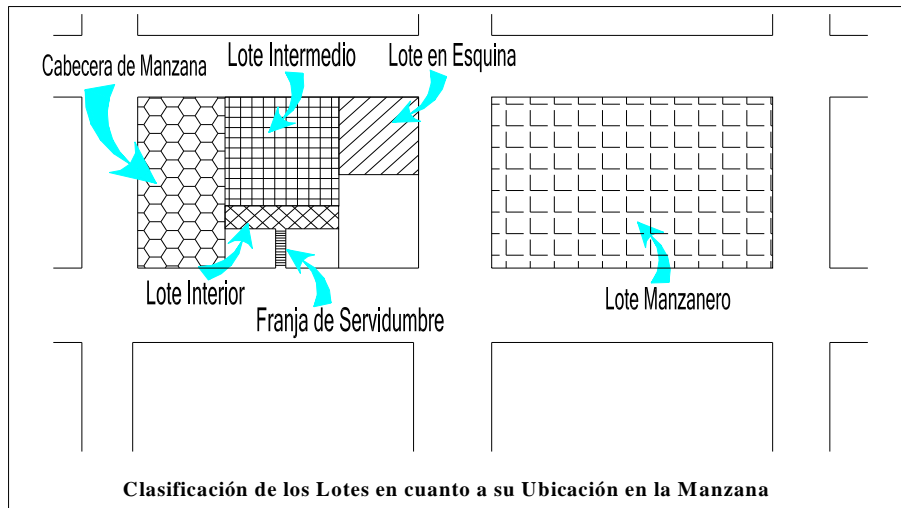 Cabecera de Manzana
Lote Intermedio
Lote en Esquina
Lote Interior
Franja de Servidumbre
Lote Manzanero
Clasificación de los Lotes en cuanto a su Ubicación en la Manzana